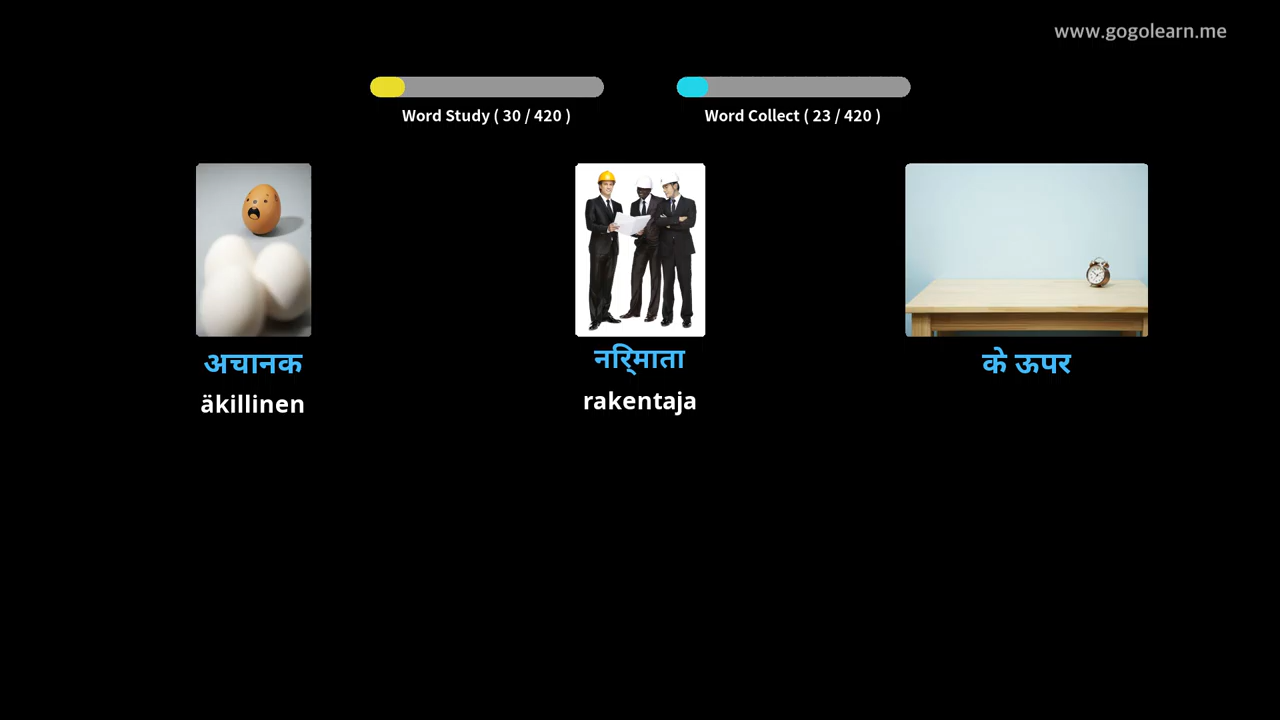 www.gogolearn.me
Word Study ( 30 / 420 )
Word Collect ( 23 / 420 )
अचानक
नर्िमाता
के ऊपर
äkillinen
rakentaja